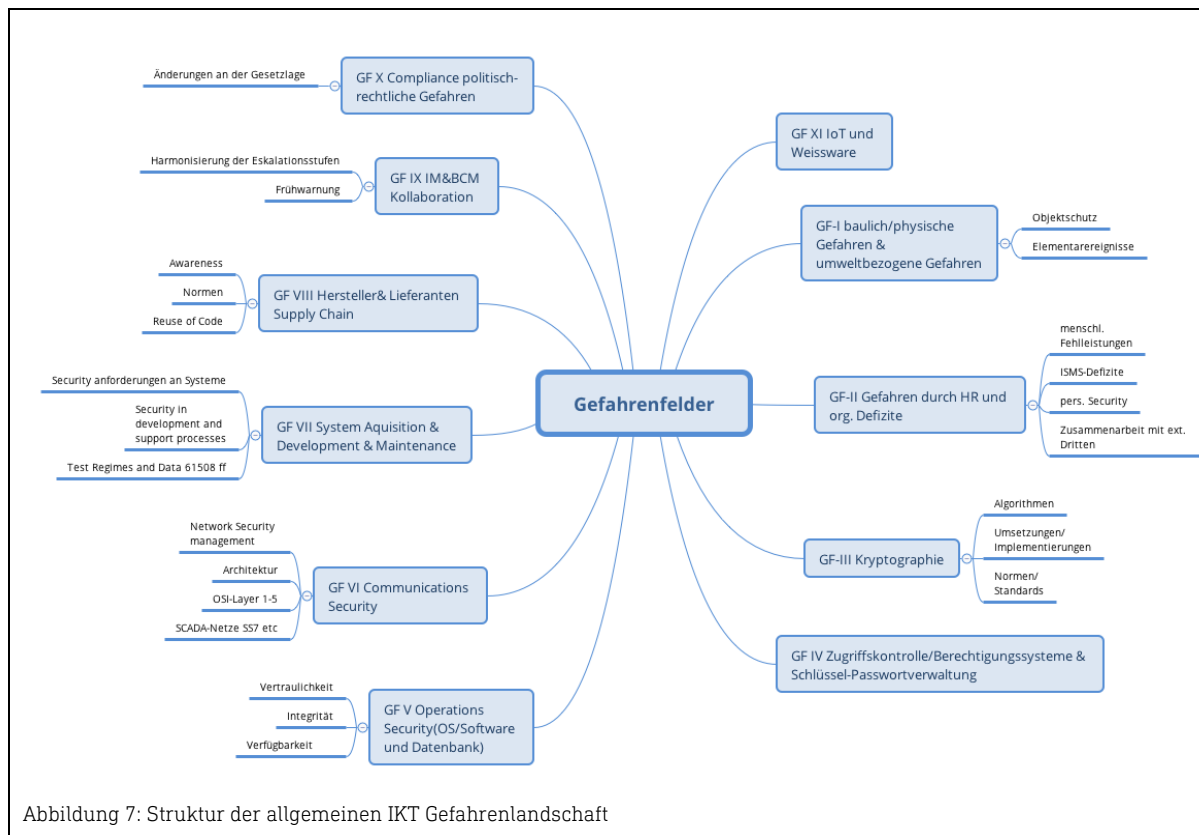 Gefahrenfelder
GF XI IoT und
Weissware
GF-I baulich/physische
Gefahren &
umweltbezogene Gefahren
Objektschutz
Elementarereignisse
GF-II Gefahren durch HR und
org. Defizite
menschl.
Fehlleistungen
ISMS-Defizite
pers. Security
Zusammenarbeit mit ext.
Dritten
GF-III Kryptographie
Algorithmen
Umsetzungen/
Implementierungen
Normen/
Standards
GF IV Zugriffskontrolle/Berechtigungssysteme &
Schlüssel-Passwortverwaltung
GF V Operations
Security(OS/Software
und Datenbank)
Vertraulichkeit
Integrität
Verfügbarkeit
GF VI Communications
Security
Network Security
management
Architektur
OSI-Layer 1-5
SCADA-Netze SS7 etc
GF VII System Aquisition &
Development & Maintenance
Security anforderungen an Systeme
Security in
development and
support processes
Test Regimes and Data 61508 ff
GF VIII Hersteller& Lieferanten
Supply Chain
Awareness
Normen
Reuse of Code
GF IX IM&BCM
Kollaboration
Harmonisierung der Eskalationsstufen
Frühwarnung
GF X Compliance politisch-
rechtliche Gefahren
Änderungen an der Gesetzlage
Abbildung 7: Struktur der allgemeinen IKT Gefahrenlandschaft